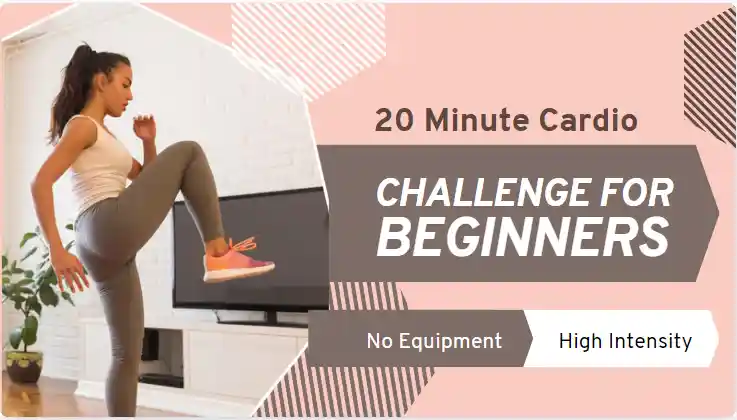 20 Minute Cardio
CHALLENGE FOR
BEGINNERS
No Equipment
High Intensity